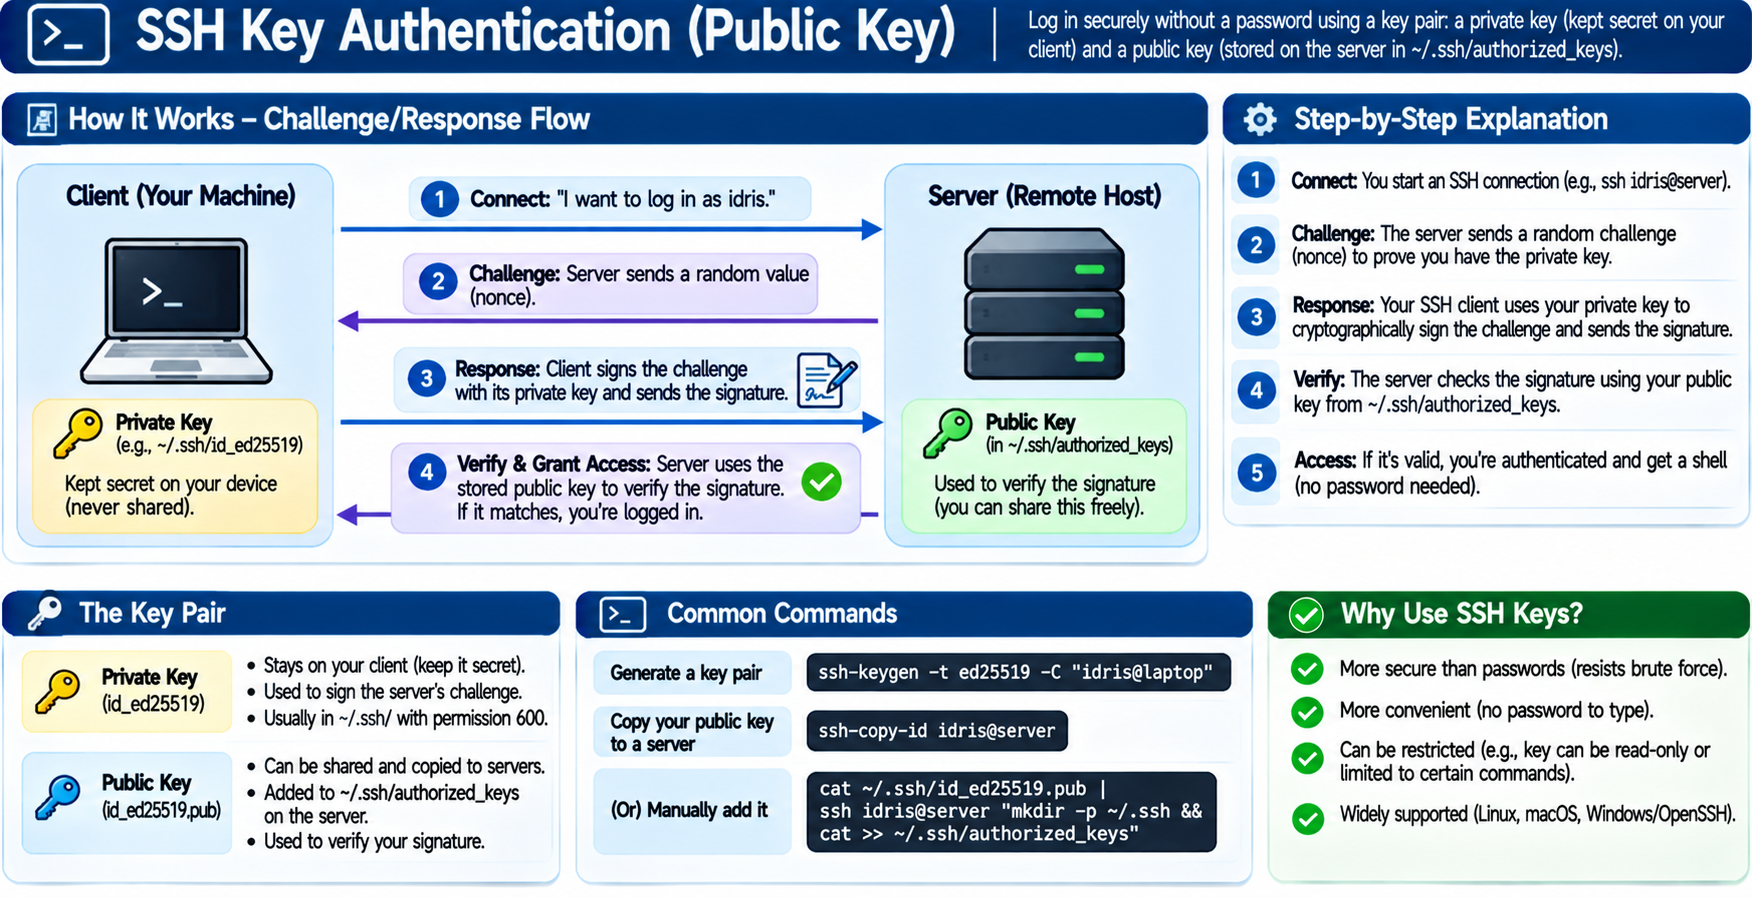 >_
SSH Key Authentication (Public Key)
Log in securely without a password using a key pair: a private key (kept secret on your
client) and a public key (stored on the server in ~/.ssh/authorized_keys).
How It Works – Challenge/Response Flow
Client (Your Machine)
>_
Private Key
(e.g., ~/.ssh/id_ed25519)
Kept secret on your device
(never shared).
1 Connect: "I want to log in as idris."
2 Challenge: Server sends a random value
(nonce).
3 Response: Client signs the challenge
with its private key and sends the signature.
4 Verify & Grant Access: Server uses the
stored public key to verify the signature.
If it matches, you're logged in.
Server (Remote Host)
Public Key
(in ~/.ssh/authorized_keys)
Used to verify the signature
(you can share this freely).
Step-by-Step Explanation
1 Connect: You start an SSH connection (e.g., ssh idris@server).
2 Challenge: The server sends a random challenge
(nonce) to prove you have the private key.
3 Response: Your SSH client uses your private key to
cryptographically sign the challenge and sends the signature.
4 Verify: The server checks the signature using your public
key from ~/.ssh/authorized_keys.
5 Access: If it's valid, you're authenticated and get a shell
(no password needed).
The Key Pair
Private Key
(id_ed25519)
• Stays on your client (keep it secret).
• Used to sign the server's challenge.
• Usually in ~/.ssh/ with permission 600.
Public Key
(id_ed25519,pub)
• Can be shared and copied to servers.
• Added to ~/.ssh/authorized_keys
on the server.
• Used to verify your signature.
>_
Common Commands
Generate a key pair
ssh-keygen -t ed25519 -C "idris@laptop"
Copy your public key
to a server
ssh-copy-id idris@server
(Or) Manually add it
cat ~/.ssh/id_ed25519.pub |
ssh idris@server "mkdir -p ~/.ssh &&
cat >> ~/.ssh/authorized_keys"
Why Use SSH Keys?
More secure than passwords (resists brute force).
More convenient (no password to type).
Can be restricted (e.g., key can be read-only or
limited to certain commands).
Widely supported (Linux, macOS, Windows/OpenSSH).